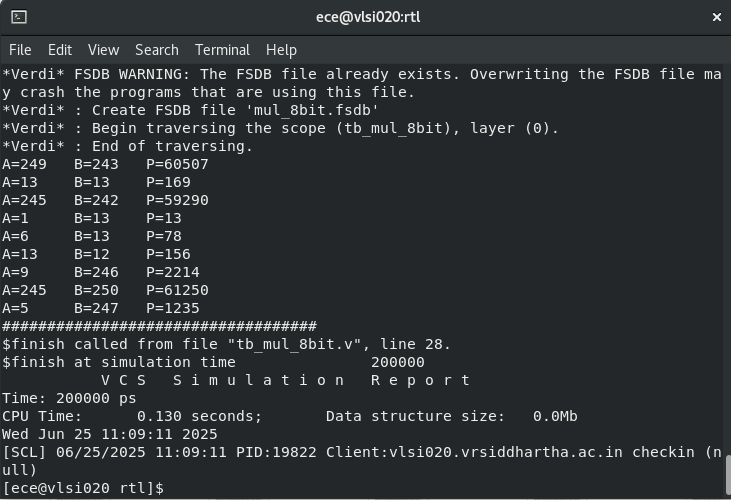 ece@vlsi020:rtl
File Edit View Search Terminal Help
*Verdi* FSDB WARNING: The FSDB file already exists. Overwriting the FSDB file ma
y crash the programs that are using this file.
*Verdi* : Create FSDB file 'mul_8bit.fsdb'
*Verdi* : Begin traversing the scope (tb_mul_8bit), layer (0).
*Verdi* : End of traversing.
A=249   B=243   P=60507
A=13    B=13    P=169
A=245   B=242   P=59290
A=1     B=13    P=13
A=6     B=13    P=78
A=13    B=12    P=156
A=9     B=246   P=2214
A=245   B=250   P=61250
A=5     B=247   P=1235
###################################
$finish called from file "tb_mul_8bit.v", line 28.
$finish at simulation time               200000
           V C S   S i m u l a t i o n   R e p o r t
Time: 200000 ps
CPU Time:      0.130 seconds;       Data structure size:   0.0Mb
Wed Jun 25 11:09:11 2025
[SCL] 06/25/2025 11:09:11 PID:19822 Client:vlsi020.vrsiddhartha.ac.in checkin (n
ull)
[ece@vlsi020 rtl]$